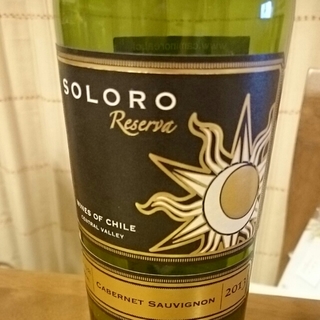 SOLORO
Reserva
WINES OF CHILE
CENTRAL VALLEY
CABERNET SAUVIGNON